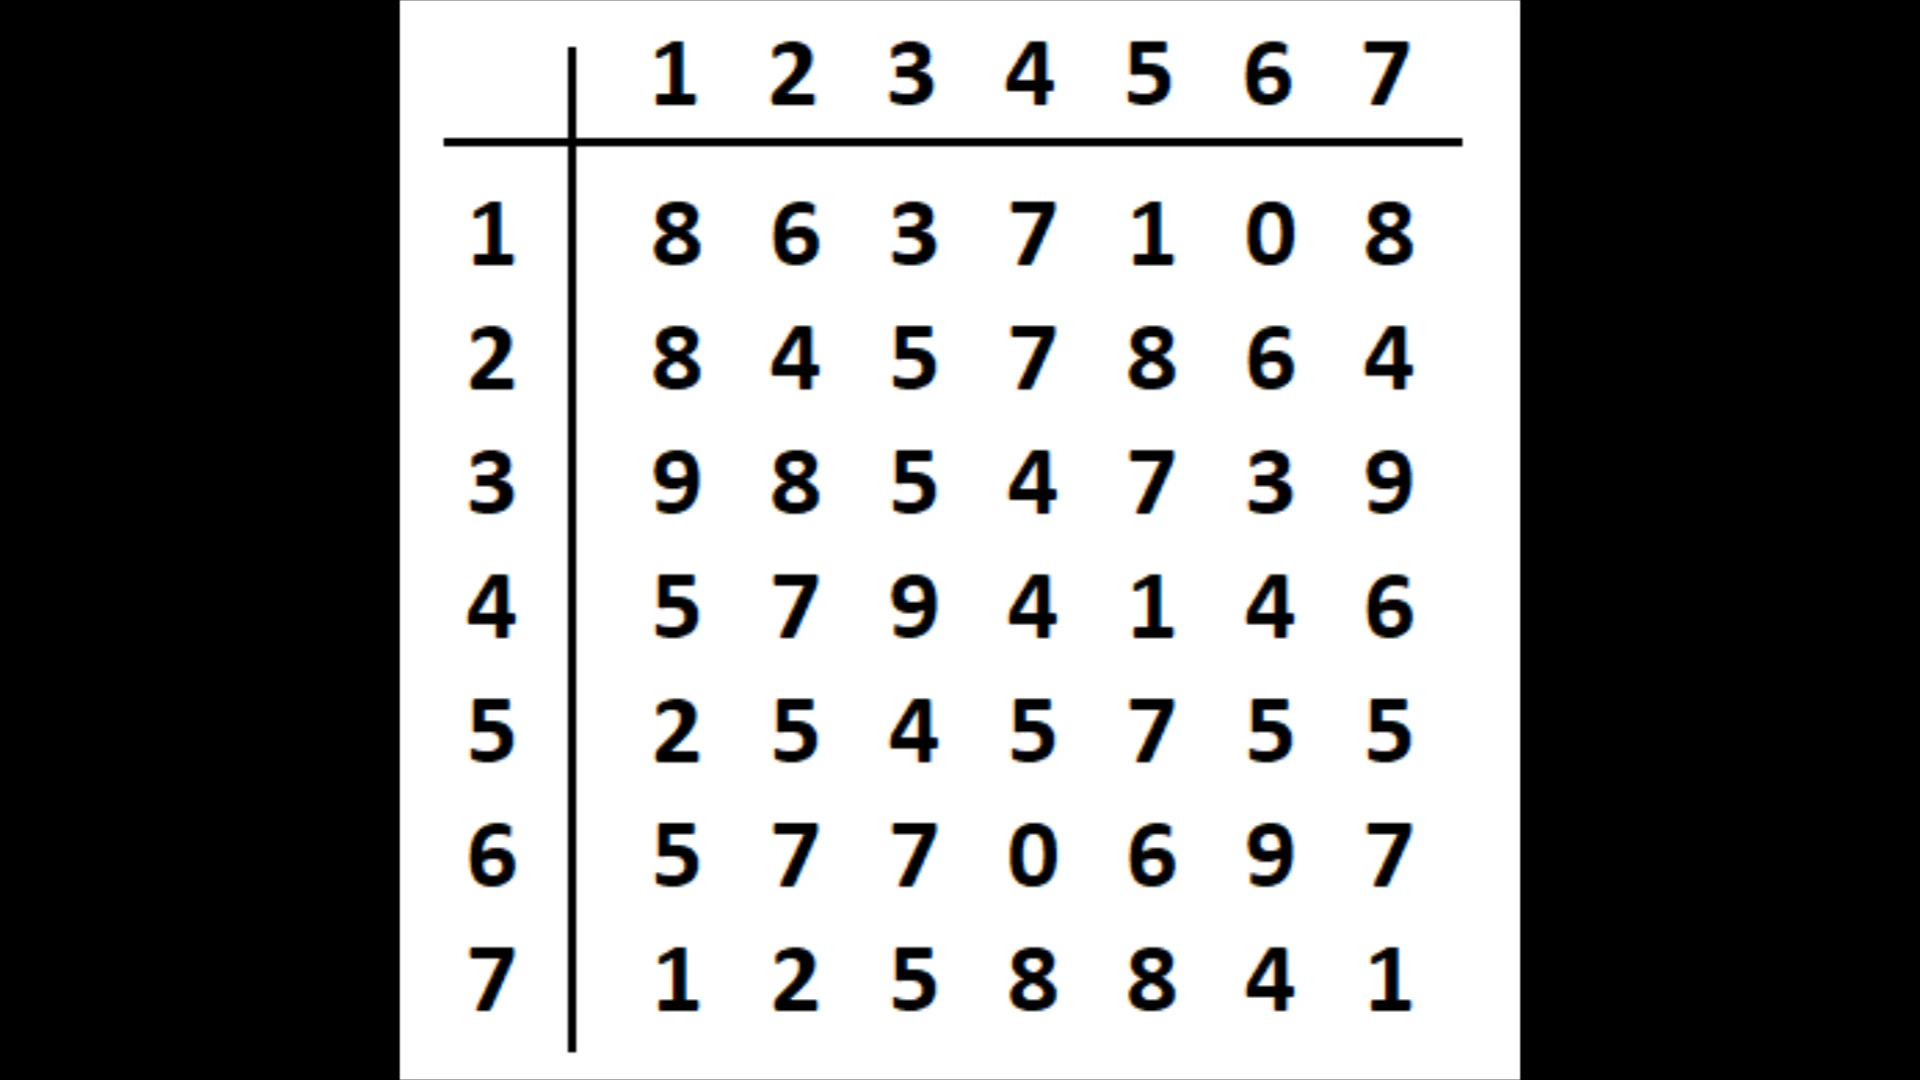 1 2 3 4 5 6 7
1 8 6 3 7 1 0 8
2 8 4 5 7 8 6 4
3 9 8 5 4 7 3 9
4 5 7 9 4 1 4 6
5 2 5 4 5 7 5 5
6 5 7 7 0 6 9 7
7 1 2 5 8 8 4 1